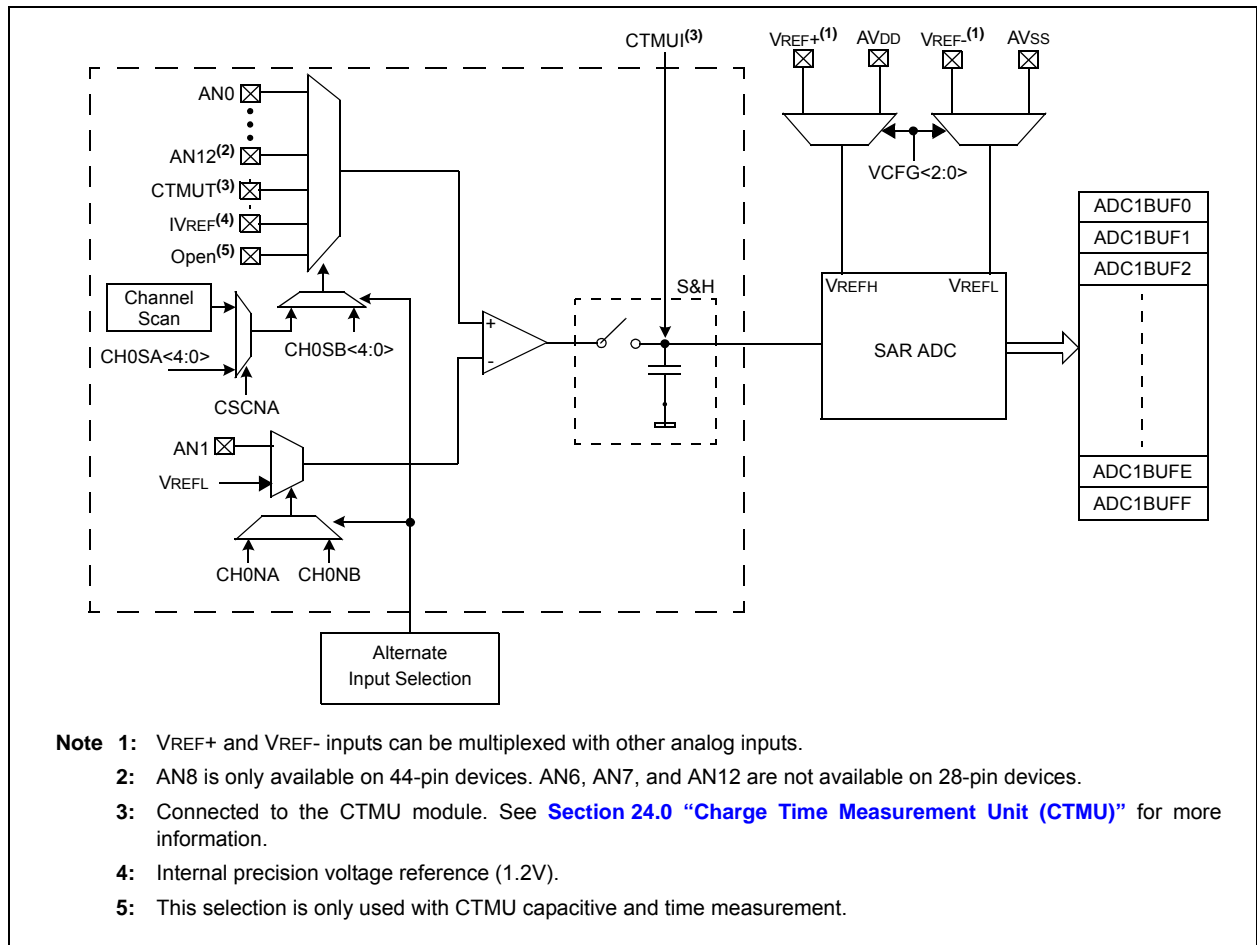 CTMUI(3)
VREF+(1) AVDD VREF-(1) AVSS
AN0
AN12(2)
CTMUT(3)
IVREF(4)
Open(5)
VCFG<2:0>
ADC1BUF0
ADC1BUF1
ADC1BUF2
Channel
Scan
S&H
VREFH VREFL
CH0SA<4:0>
CH0SB<4:0>
+
-
SAR ADC
CSCNA
AN1
VREFL
ADC1BUFE
ADC1BUFF
CH0NA CH0NB
Alternate
Input Selection
Note 1: VREF+ and VREF- inputs can be multiplexed with other analog inputs.
2: AN8 is only available on 44-pin devices. AN6, AN7, and AN12 are not available on 28-pin devices.
3: Connected to the CTMU module. See Section 24.0 “Charge Time Measurement Unit (CTMU)” for more
information.
4: Internal precision voltage reference (1.2V).
5: This selection is only used with CTMU capacitive and time measurement.